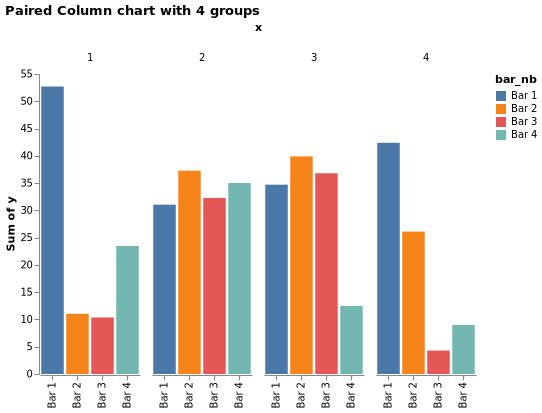 Paired Column chart with 4 groups
x
1 2 3 4
55
50
45
40
35
30
25
20
15
10
5
0
Sum of y
Bar 1 Bar 2 Bar 3 Bar 4 Bar 1 Bar 2 Bar 3 Bar 4 Bar 1 Bar 2 Bar 3 Bar 4 Bar 1 Bar 2 Bar 3 Bar 4
bar_nb
Bar 1
Bar 2
Bar 3
Bar 4